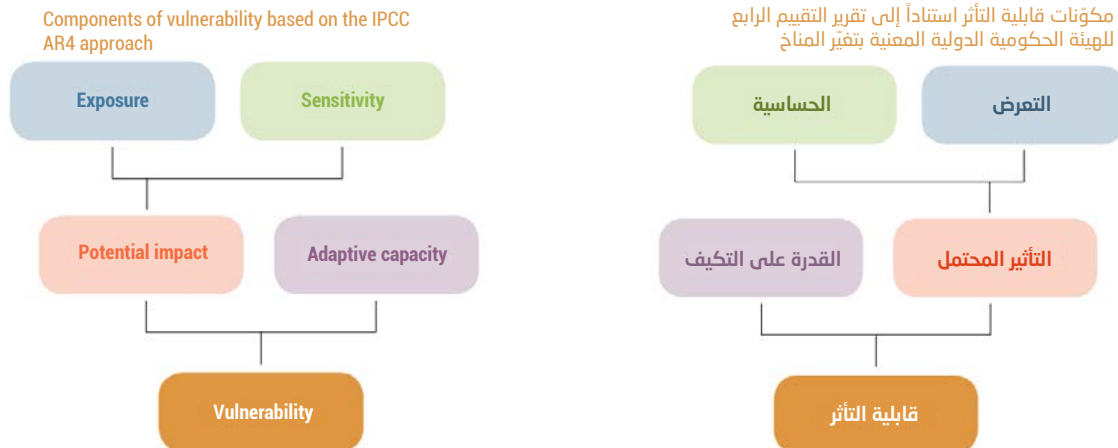 Components of vulnerability based on the IPCC
AR4 approach
Exposure
Sensitivity
Potential impact
Adaptive capacity
Vulnerability
مكوّنات قابلية التأثر استناداً إلى تقرير التقييم الرابع
للهيئة الحكومية الدولية المعنية بتغيّر المناخ
التعرض
الحساسية
التأثير المحتمل
القدرة على التكيف
قابلية التأثر